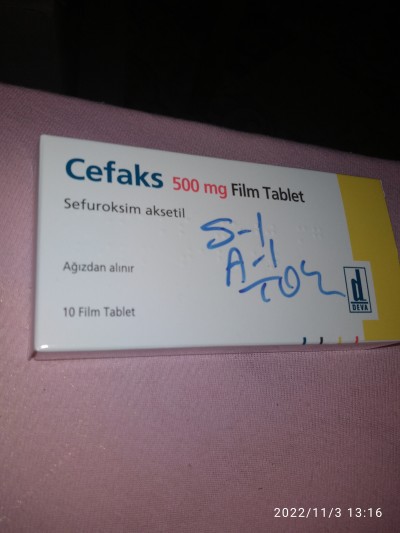 Cefaks 500 mg Film Tablet
Sefuroksim aksetil
S-1
A-1
TOK
Ağızdan alınır
10 Film Tablet
DEVA
2022/11/3 13:16